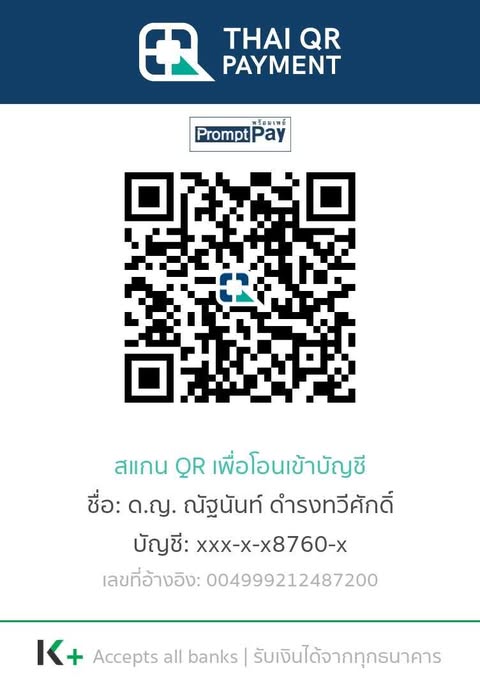 THAI QR
PAYMENT
พร้อมเพย์
PromptPay
สแกน QR เพื่อโอนเข้าบัญชี
ชื่อ: ด.ญ. ณัฐนันท์ ดำรงทวีศักดิ์
บัญชี: xxx-x-x8760-x
เลขที่อ้างอิง: 004999212487200
K+ Accepts all banks | รับเงินได้จากทุกธนาคาร